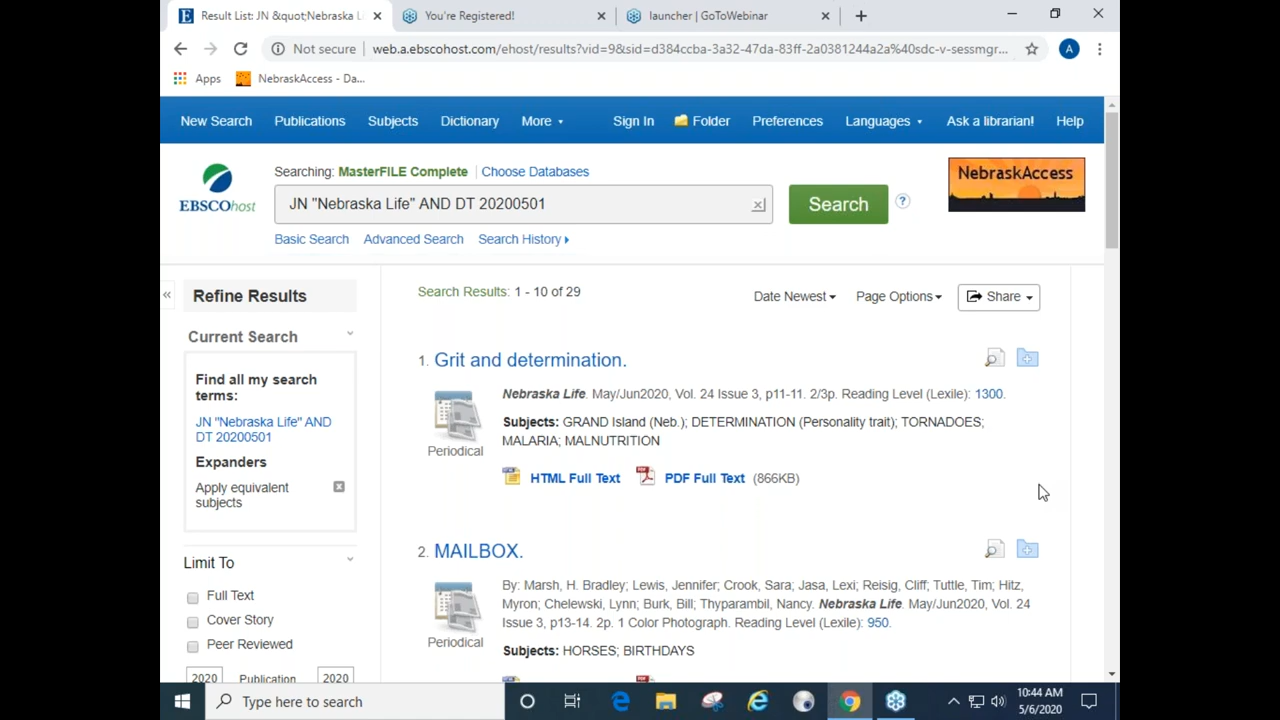 Result List: JN &quot;Nebraska L
You're Registered!
launcher | GoToWebinar
Not secure
web.a.ebscohost.com/ehost/results?vid=9&sid=d384ccba-3a32-47da-83ff-2a0381244a2a%40sdc-v-sessmgr...
A
Apps
NebraskAccess - Da...
New Search
Publications
Subjects
Dictionary
More
Sign In
Folder
Preferences
Languages
Ask a librarian!
Help
EBSCOhost
Searching: MasterFILE Complete
Choose Databases
JN "Nebraska Life" AND DT 20200501
Search
?
NebraskAccess
Basic Search
Advanced Search
Search History
«
Refine Results
Current Search
Find all my search
terms:
JN "Nebraska Life" AND
DT 20200501
Expanders
Apply equivalent
subjects
Limit To
Full Text
Cover Story
Peer Reviewed
2020
Publication
2020
Search Results: 1 - 10 of 29
Date Newest
Page Options
Share
1. Grit and determination.
Periodical
Nebraska Life. May/Jun2020, Vol. 24 Issue 3, p11-11. 2/3p. Reading Level (Lexile): 1300.
Subjects: GRAND Island (Neb.); DETERMINATION (Personality trait); TORNADOES;
MALARIA; MALNUTRITION
HTML Full Text
PDF Full Text (866KB)
2. MAILBOX.
Periodical
By: Marsh, H. Bradley; Lewis, Jennifer; Crook, Sara; Jasa, Lexi; Reisig, Cliff; Tuttle, Tim; Hitz,
Myron; Chelewski, Lynn; Burk, Bill; Thyparambil, Nancy. Nebraska Life. May/Jun2020, Vol. 24
Issue 3, p13-14. 2p. 1 Color Photograph. Reading Level (Lexile): 950.
Subjects: HORSES; BIRTHDAYS
Type here to search
10:44 AM
5/6/2020